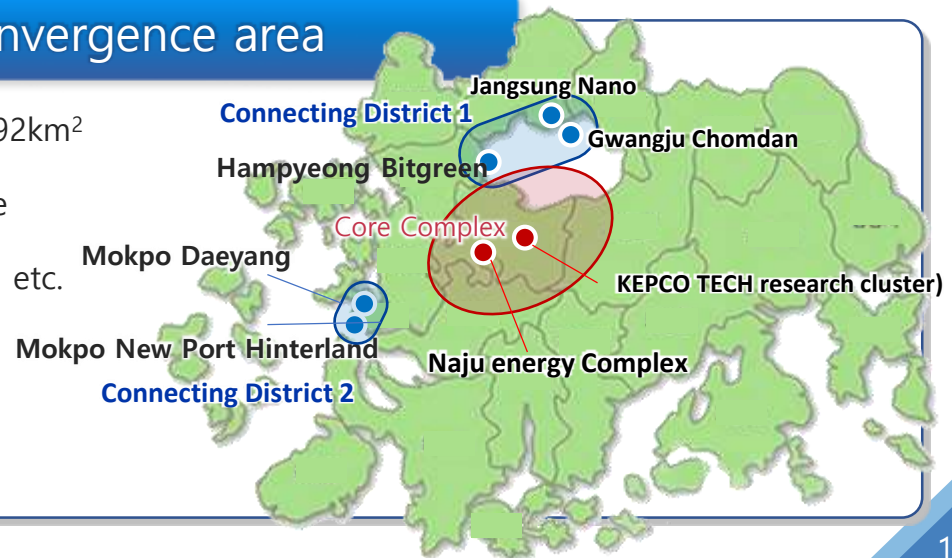 nvergence area
Jangsung Nano
Connecting District 1
92km²
Gwangju Chomdan
Hampyeong Bitgreen
e
Core Complex
Mokpo Daeyang
etc.
KEPCO TECH research cluster)
Mokpo New Port Hinterland
Naju energy Complex
Connecting District 2
1